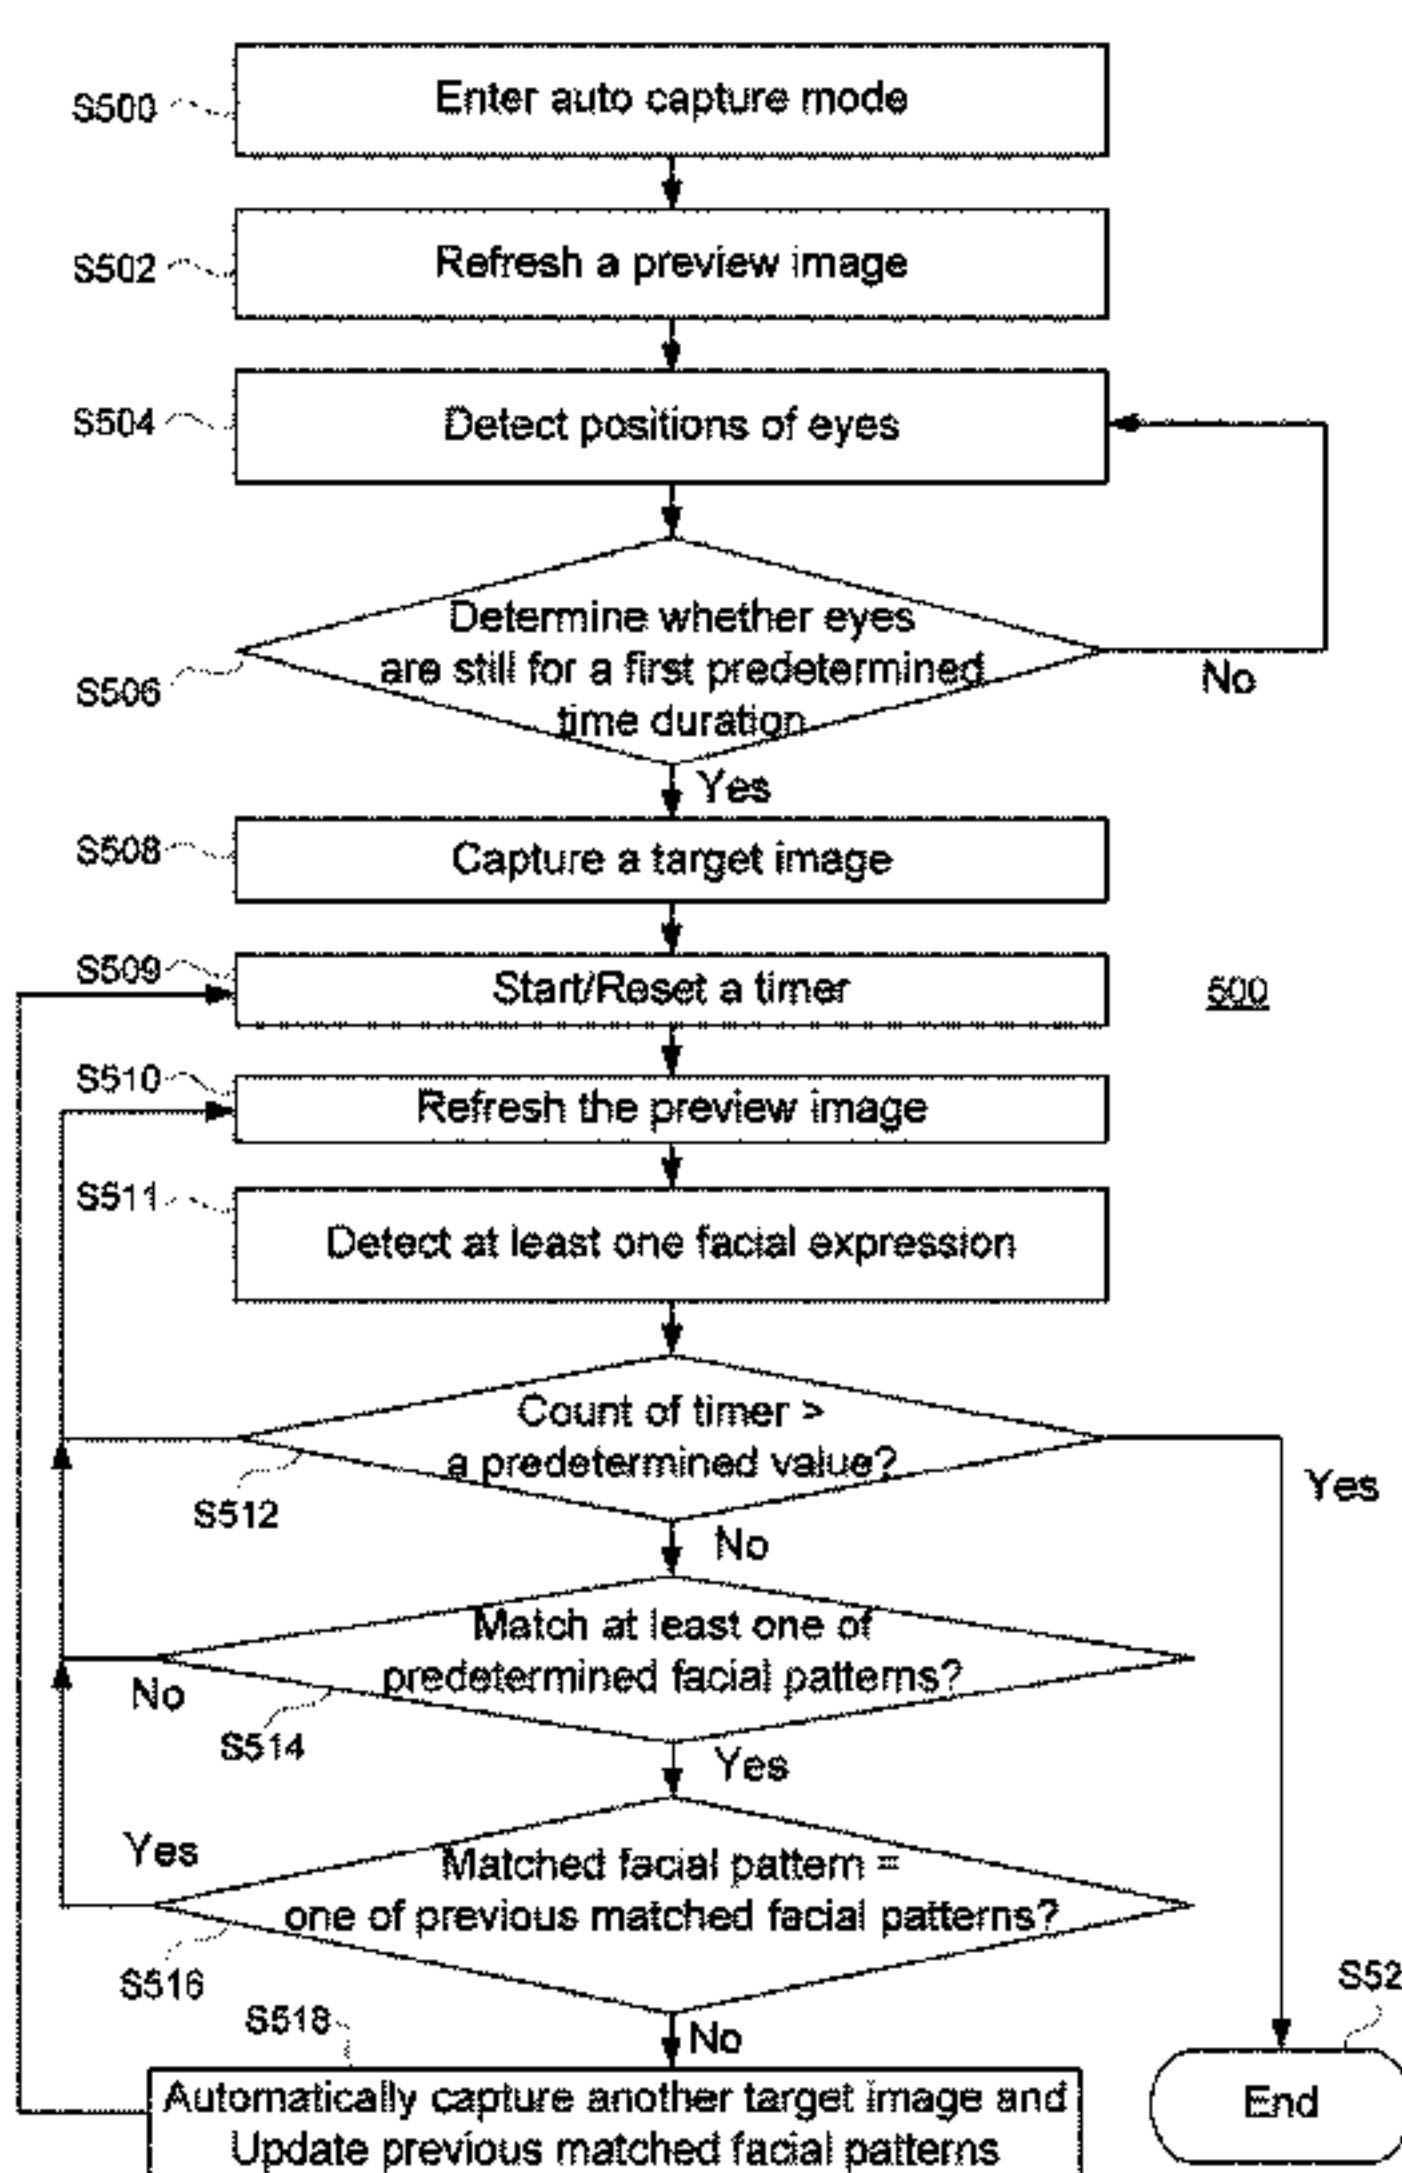 S500
Enter auto capture mode
S502
Refresh a preview image
S504
Detect positions of eyes
S506
Determine whether eyes
are still for a first predetermined
time duration
No
Yes
S508
Capture a target image
S509
Start/Reset a timer
500
S510
Refresh the preview image
S511
Detect at least one facial expression
Count of timer >
a predetermined value?
S512
Yes
No
Match at least one of
predetermined facial patterns?
No
S514
Yes
Yes
Matched facial pattern =
one of previous matched facial patterns?
S516
S518
No
S52
Automatically capture another target image and
Update previous matched facial patterns
End